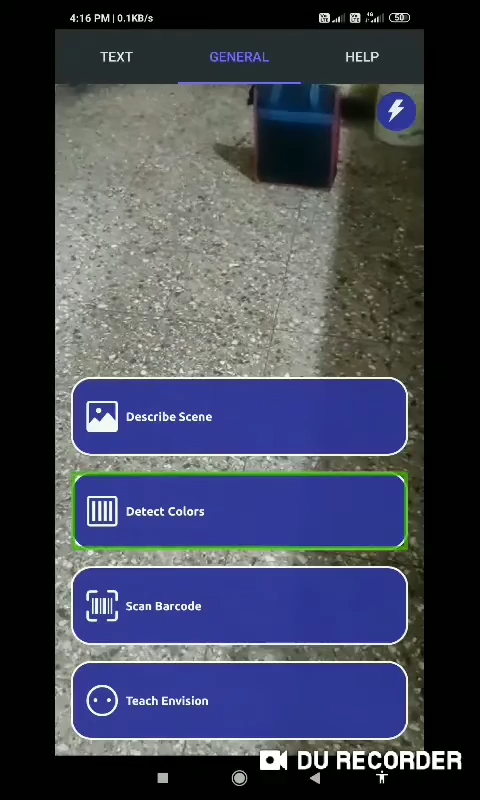 4:16 PM | 0.1KB/s
4G
50
TEXT
GENERAL
HELP
Describe Scene
Detect Colors
Scan Barcode
Teach Envision
DU RECORDER